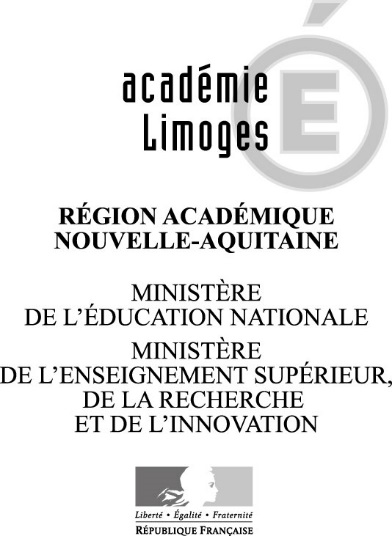 académie
Limoges
É
RÉGION ACADÉMIQUE
NOUVELLE-AQUITAINE
MINISTÈRE
DE L’ÉDUCATION NATIONALE
MINISTÈRE
DE L’ENSEIGNEMENT SUPÉRIEUR,
DE LA RECHERCHE
ET DE L’INNOVATION
Liberté • Égalité • Fraternité
RÉPUBLIQUE FRANÇAISE